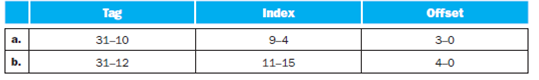 Tag Index Offset
a. 31–10 9–4 3–0
b. 31–12 11–15 4–0